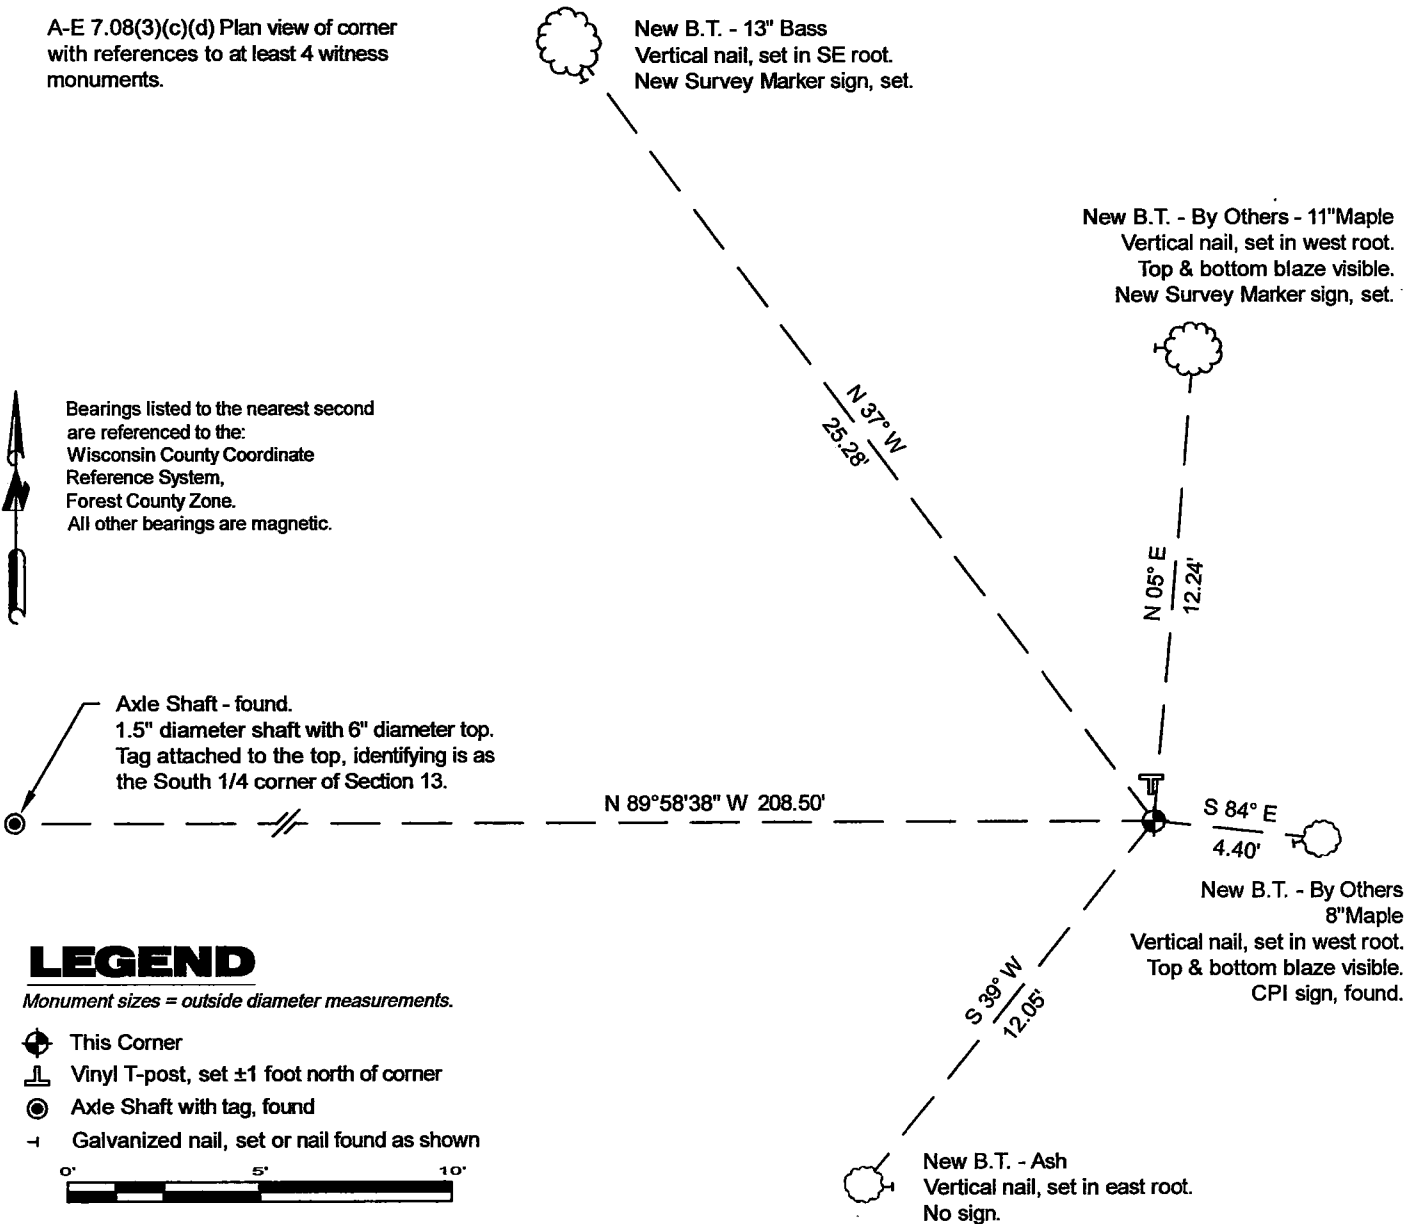 A-E 7.08(3)(c)(d) Plan view of corner
with references to at least 4 witness
monuments.
New B.T. - 13" Bass
Vertical nail, set in SE root.
New Survey Marker sign, set.
New B.T. - By Others - 11"Maple
Vertical nail, set in west root.
Top & bottom blaze visible.
New Survey Marker sign, set.
N 37° W
25.28'
N
Bearings listed to the nearest second
are referenced to the:
Wisconsin County Coordinate
Reference System,
Forest County Zone.
All other bearings are magnetic.
N 05° E
12.24'
Axle Shaft - found.
1.5" diameter shaft with 6" diameter top.
Tag attached to the top, identifying is as
the South 1/4 corner of Section 13.
N 89°58'38" W 208.50'
S 84° E
4.40'
New B.T. - By Others
8"Maple
Vertical nail, set in west root.
Top & bottom blaze visible.
CPI sign, found.
S 39° W
12.05'
LEGEND
Monument sizes = outside diameter measurements.
This Corner
Vinyl T-post, set ±1 foot north of corner
Axle Shaft with tag, found
Galvanized nail, set or nail found as shown
0' 5' 10'
New B.T. - Ash
Vertical nail, set in east root.
No sign.